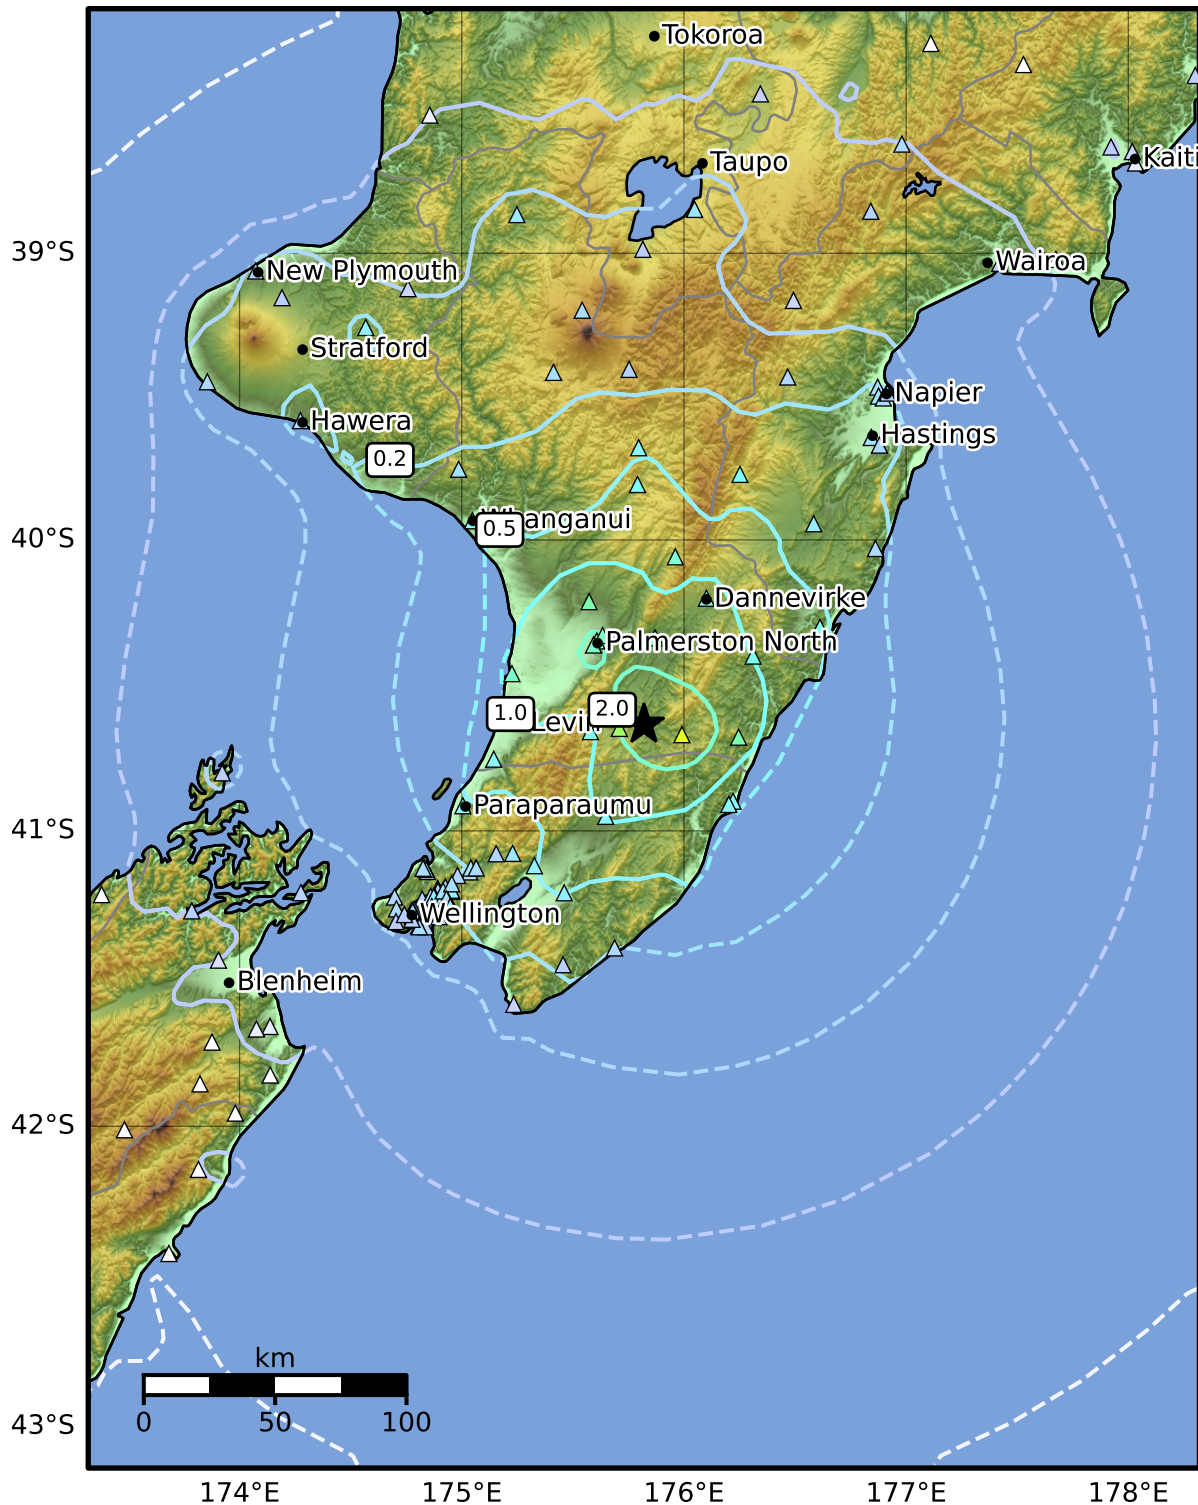 Tokoroa
Taupo
Kaiti
39°S
Wairoa
New Plymouth
Stratford
Napier
Hawera
Hastings
0.2
Whanganui
0.5
40°S
Dannevirke
Palmerston North
1.0
Levin
2.0
Paraparaumu
41°S
Wellington
Blenheim
42°S
km
0 50 100
43°S
174°E 175°E 176°E 177°E 178°E